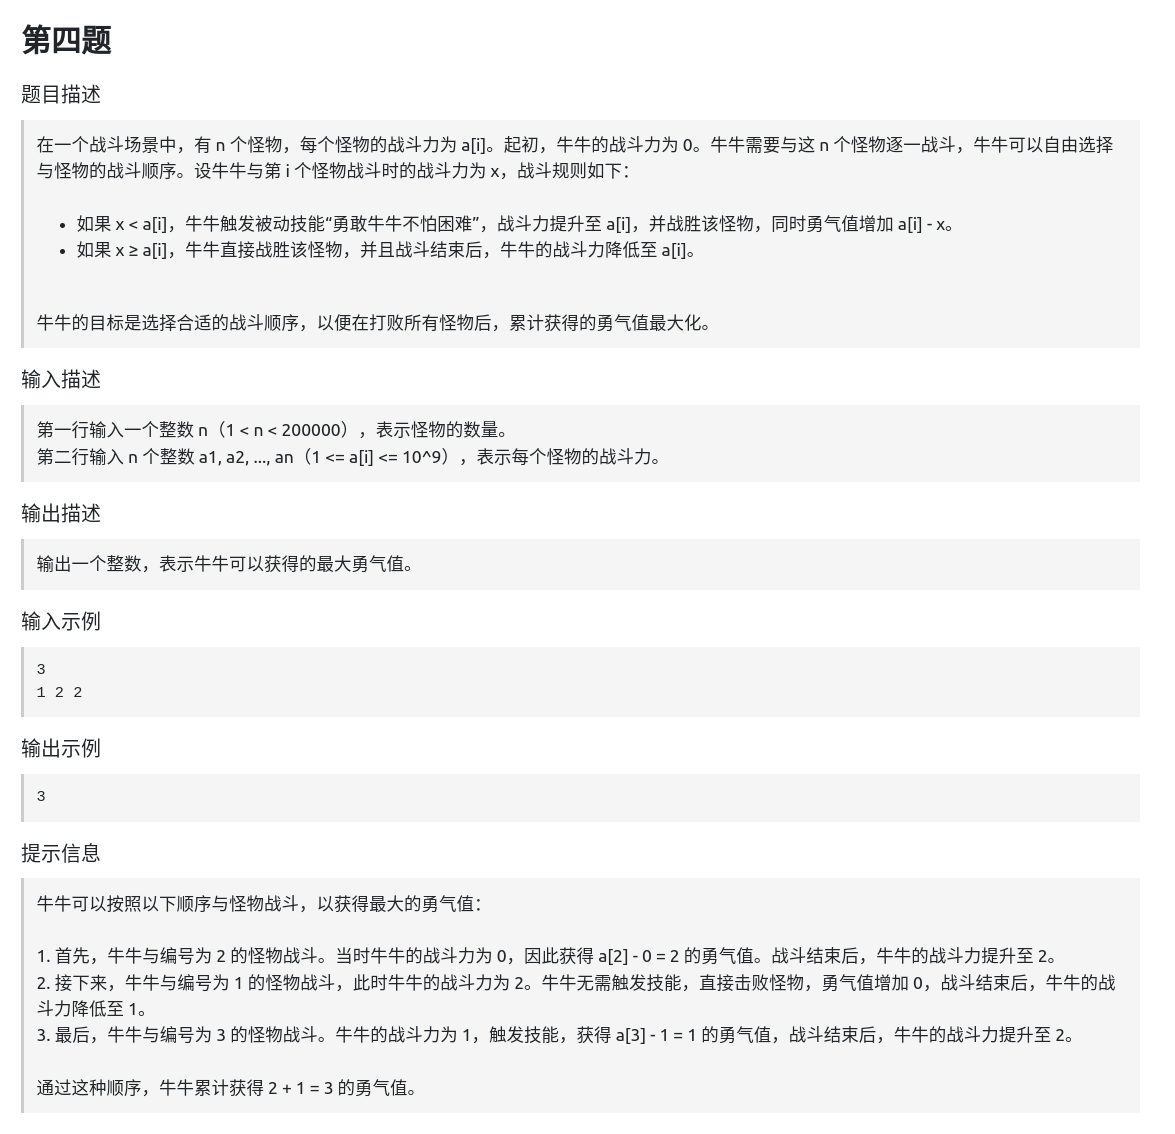 第四题
题目描述
在一个战斗场景中，有 n 个怪物，每个怪物的战斗力为 a[i]。起初，牛牛的战斗力为 0。牛牛需要与这 n 个怪物逐一战斗，牛牛可以自由选择
与怪物的战斗顺序。设牛牛与第 i 个怪物战斗时的战斗力为 x，战斗规则如下：
• 如果 x < a[i]，牛牛触发被动技能“勇敢牛牛不怕困难”，战斗力提升至 a[i]，并战胜该怪物，同时勇气值增加 a[i] - x。
• 如果 x ≥ a[i]，牛牛直接战胜该怪物，并且战斗结束后，牛牛的战斗力降低至 a[i]。
牛牛的目标是选择合适的战斗顺序，以便在打败所有怪物后，累计获得的勇气值最大化。
输入描述
第一行输入一个整数 n（1 < n < 200000），表示怪物的数量。
第二行输入 n 个整数 a1, a2, ..., an（1 <= a[i] <= 10^9），表示每个怪物的战斗力。
输出描述
输出一个整数，表示牛牛可以获得的最大勇气值。
输入示例
3
1 2 2
输出示例
3
提示信息
牛牛可以按照以下顺序与怪物战斗，以获得最大的勇气值：
1. 首先，牛牛与编号为 2 的怪物战斗。当时牛牛的战斗力为 0，因此获得 a[2] - 0 = 2 的勇气值。战斗结束后，牛牛的战斗力提升至 2。
2. 接下来，牛牛与编号为 1 的怪物战斗，此时牛牛的战斗力为 2。牛牛无需触发技能，直接击败怪物，勇气值增加 0，战斗结束后，牛牛的战
斗力降低至 1。
3. 最后，牛牛与编号为 3 的怪物战斗。牛牛的战斗力为 1，触发技能，获得 a[3] - 1 = 1 的勇气值，战斗结束后，牛牛的战斗力提升至 2。
通过这种顺序，牛牛累计获得 2 + 1 = 3 的勇气值。